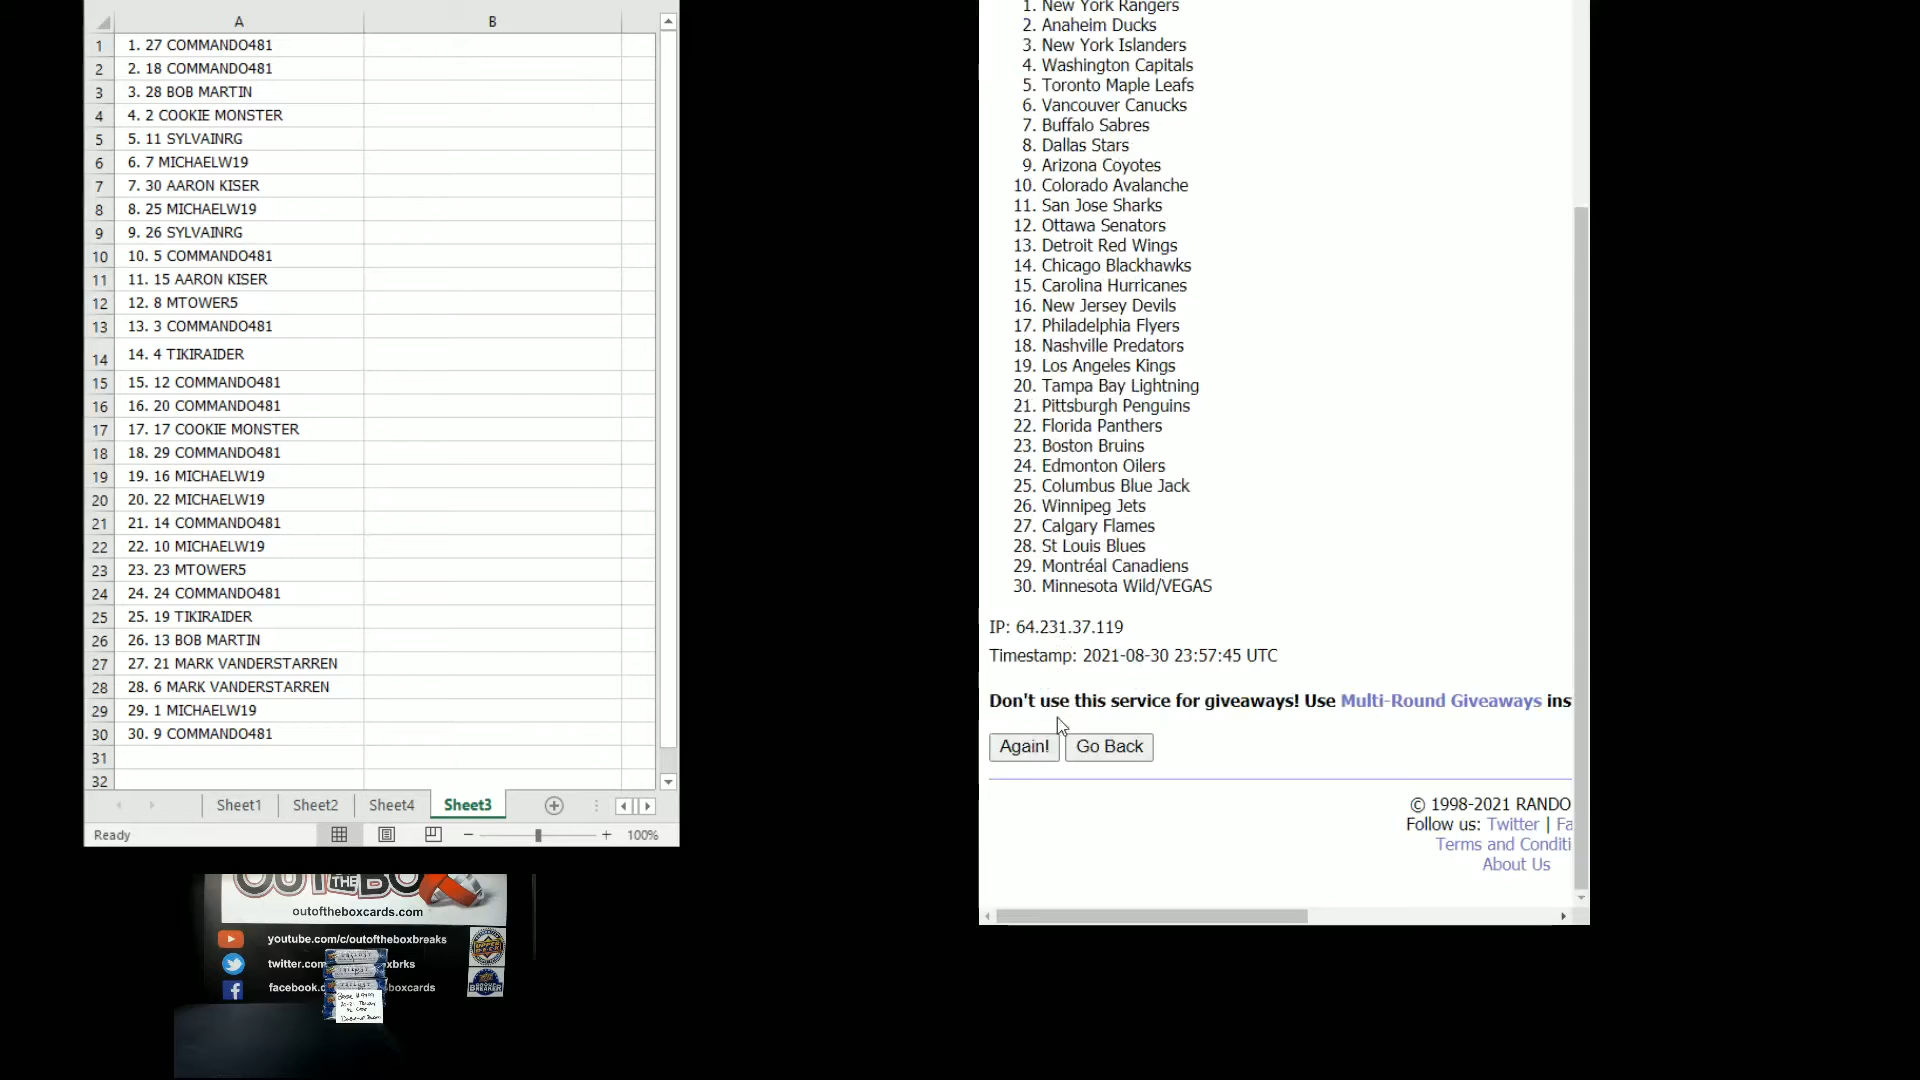 A B
1 1. 27 COMMANDO481
2 2. 18 COMMANDO481
3 3. 28 BOB MARTIN
4 4. 2 COOKIE MONSTER
5 5. 11 SYLVAINRG
6 6. 7 MICHAELW19
7 7. 30 AARON KISER
8 8. 25 MICHAELW19
9 9. 26 SYLVAINRG
10 10. 5 COMMANDO481
11 11. 15 AARON KISER
12 12. 8 MTOWER5
13 13. 3 COMMANDO481
14 14. 4 TIKIRAIDER
15 15. 12 COMMANDO481
16 16. 20 COMMANDO481
17 17. 17 COOKIE MONSTER
18 18. 29 COMMANDO481
19 19. 16 MICHAELW19
20 20. 22 MICHAELW19
21 21. 14 COMMANDO481
22 22. 10 MICHAELW19
23 23. 23 MTOWER5
24 24. 24 COMMANDO481
25 25. 19 TIKIRAIDER
26 26. 13 BOB MARTIN
27 27. 21 MARK VANDERSTARREN
28 28. 6 MARK VANDERSTARREN
29 29. 1 MICHAELW19
30 30. 9 COMMANDO481
31
32
Sheet1 Sheet2 Sheet4 Sheet3
Ready 100%
OUT OF THE BOX
outoftheboxcards.com
youtube.com/c/outoftheboxbreaks
twitter.com xbrks
facebook.c boxcards
1. New York Rangers
2. Anaheim Ducks
3. New York Islanders
4. Washington Capitals
5. Toronto Maple Leafs
6. Vancouver Canucks
7. Buffalo Sabres
8. Dallas Stars
9. Arizona Coyotes
10. Colorado Avalanche
11. San Jose Sharks
12. Ottawa Senators
13. Detroit Red Wings
14. Chicago Blackhawks
15. Carolina Hurricanes
16. New Jersey Devils
17. Philadelphia Flyers
18. Nashville Predators
19. Los Angeles Kings
20. Tampa Bay Lightning
21. Pittsburgh Penguins
22. Florida Panthers
23. Boston Bruins
24. Edmonton Oilers
25. Columbus Blue Jack
26. Winnipeg Jets
27. Calgary Flames
28. St Louis Blues
29. Montréal Canadiens
30. Minnesota Wild/VEGAS
IP: 64.231.37.119
Timestamp: 2021-08-30 23:57:45 UTC
Don't use this service for giveaways! Use Multi-Round Giveaways ins
Again! Go Back
© 1998-2021 RANDO
Follow us: Twitter | Fa
Terms and Conditi
About Us